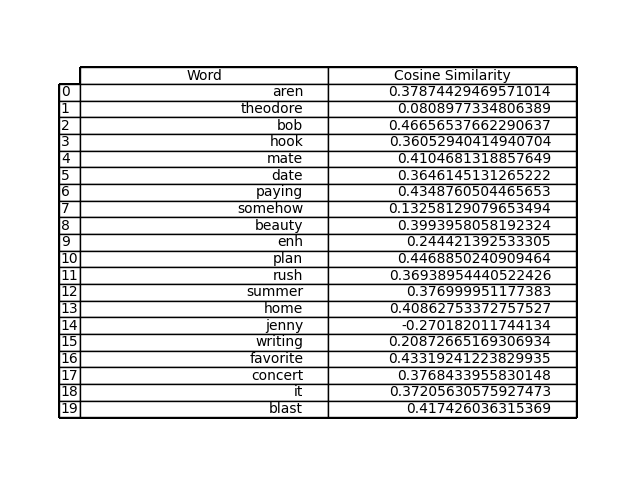 Word Cosine Similarity
0 aren 0.37874429469571014
1 theodore 0.0808977334806389
2 bob 0.46656537662290637
3 hook 0.36052940414940704
4 mate 0.4104681318857649
5 date 0.3646145131265222
6 paying 0.4348760504465653
7 somehow 0.13258129079653494
8 beauty 0.3993958058192324
9 enh 0.244421392533305
10 plan 0.4468850240909464
11 rush 0.36938954440522426
12 summer 0.376999951177383
13 home 0.40862753372757527
14 jenny -0.270182011744134
15 writing 0.20872665169306934
16 favorite 0.43319241223829935
17 concert 0.3768433955830148
18 it 0.37205630575927473
19 blast 0.417426036315369